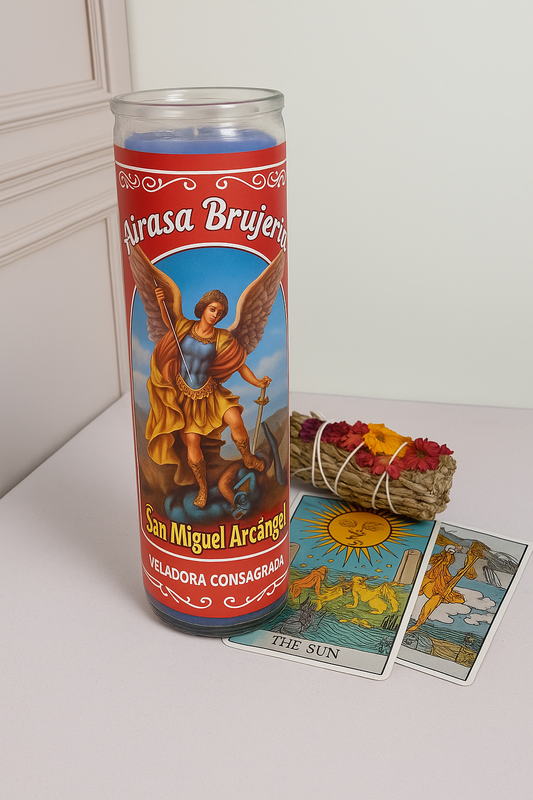 Airasa Brujeria
San Miguel Arcángel
VELADORA CONSAGRADA
THE SUN